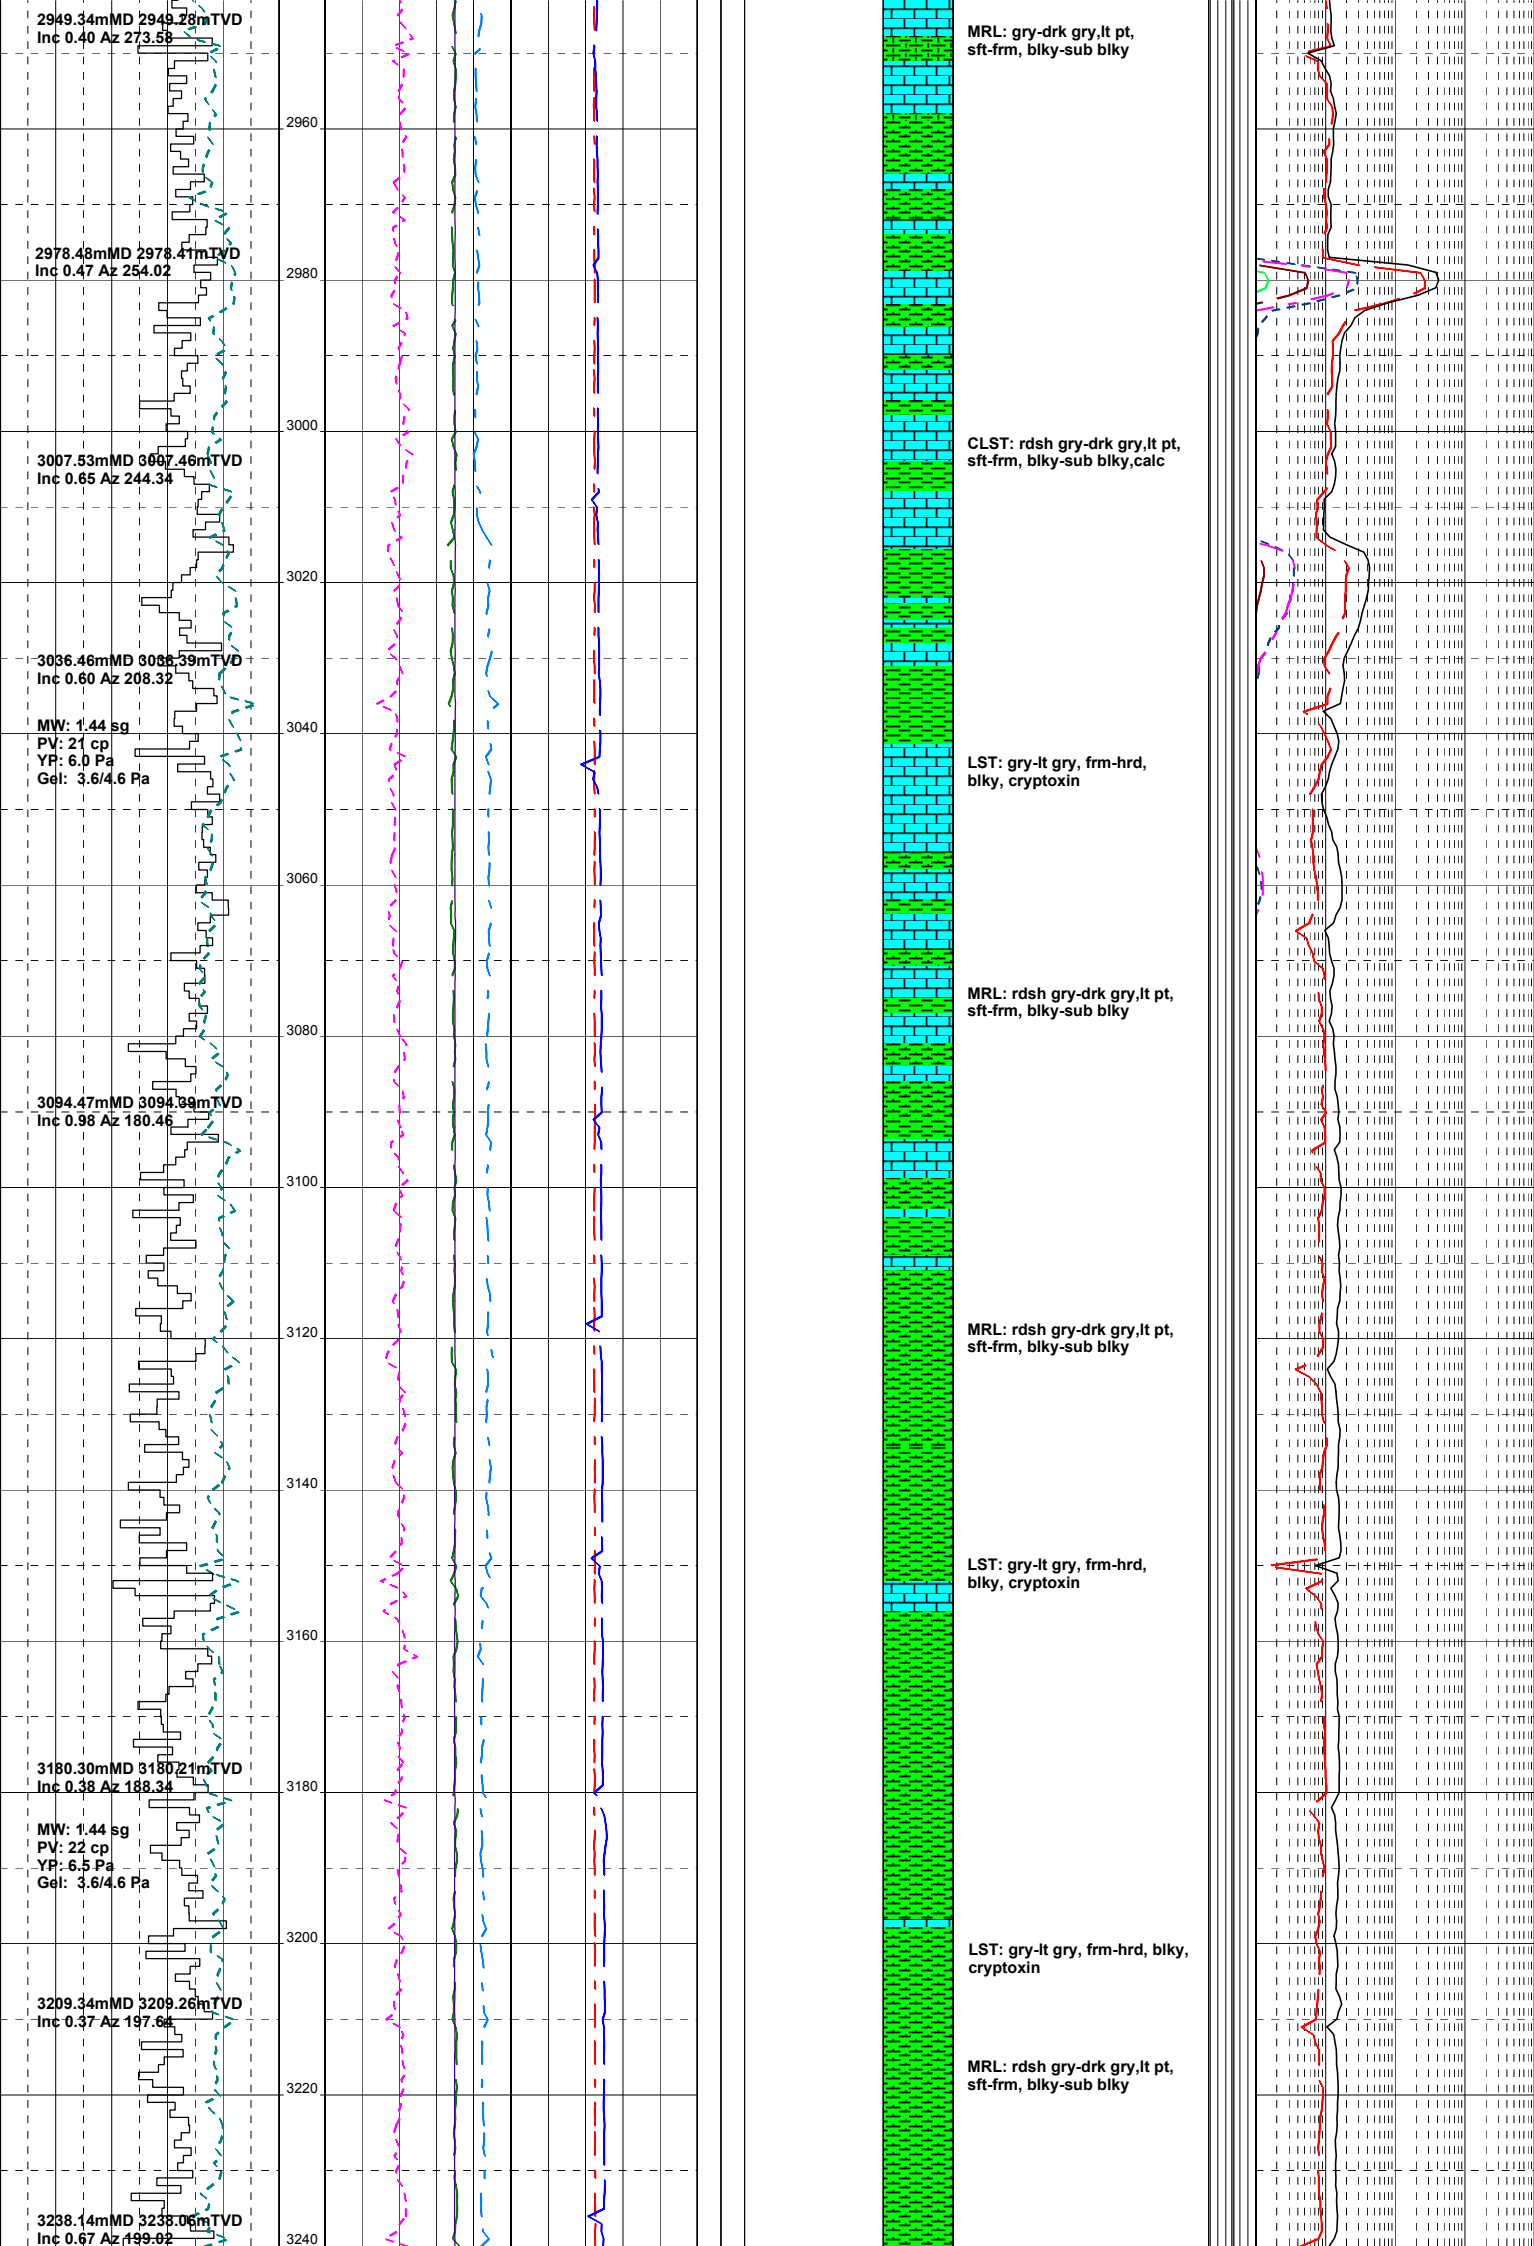 2949.34mMD 2949.28mTVD
Inc 0.40 Az 273.58
MRL: gry-drk gry,lt pt,
sft-frm, blky-sub blky
2960
2978.48mMD 2978.41mTVD
Inc 0.47 Az 254.02
2980
3000
CLST: rdsh gry-drk gry,lt pt,
sft-frm, blky-sub blky,calc
3007.53mMD 3007.46mTVD
Inc 0.65 Az 244.34
3020
3036.46mMD 3036.39mTVD
Inc 0.60 Az 208.32
MW: 1.44 sg
PV: 21 cp
YP: 6.0 Pa
Gel:  3.6/4.6 Pa
3040
LST: gry-lt gry, frm-hrd,
blky, cryptoxin
3060
MRL: rdsh gry-drk gry,lt pt,
sft-frm, blky-sub blky
3080
3094.47mMD 3094.39mTVD
Inc 0.98 Az 180.46
3100
3120
MRL: rdsh gry-drk gry,lt pt,
sft-frm, blky-sub blky
3140
LST: gry-lt gry, frm-hrd,
blky, cryptoxin
3160
3180.30mMD 3180.21mTVD
Inc 0.38 Az 188.34
3180
MW: 1.44 sg
PV: 22 cp
YP: 6.5 Pa
Gel:  3.6/4.6 Pa
3200
LST: gry-lt gry, frm-hrd, blky,
cryptoxin
3209.34mMD 3209.26mTVD
Inc 0.37 Az 197.64
MRL: rdsh gry-drk gry,lt pt,
sft-frm, blky-sub blky
3220
3238.14mMD 3238.06mTVD
Inc 0.67 Az 199.02
3240